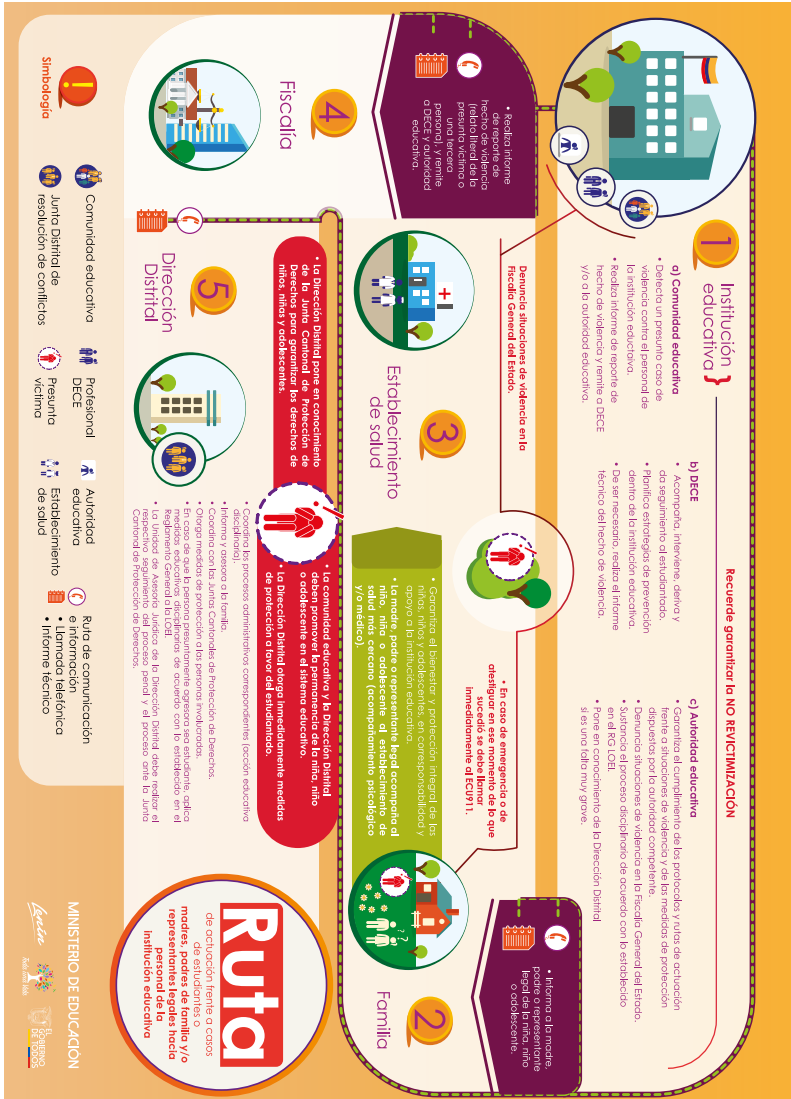 Recuerde garantizar la NO REVICTIMIZACIÓN
1
Institución
educativa
a) Comunidad educativa
• Detecta un presunto caso de
violencia contra el personal de
la institución eductaiva.
• Realiza informe de reporte de
hecho de violencia y remite a DECE
y/o a la autoridad educativa.
b) DECE
• Acompaña, interviene, deriva y
da seguimiento al estudiantado.
• Planifica estrategias de prevención
dentro de la institución educativa.
• De ser necesario, realiza el informe
técnico del hecho de violencia.
c) Autoridad educativa
• Garantiza el cumplimiento de los protocolos y rutas de actuación
frente a situaciones de violencia y de las medidas de protección
dispuestas por la autoridad competente.
• Denuncia situaciones de violencia en la Fiscalía General del Estado.
• Sustancia el proceso disciplinario de acuerdo con lo establecido
en el RG LOEI.
• Pone en conocimiento de la Dirección Distrital
si es una falta muy grave.
• Realiza informe
de reporte de
hecho de violencia
(relato literal de la
presunta víctima o
una tercera
persona), y remite
a DECE y autoridad
educativa.
Denuncia situaciones de violencia en la
Fiscalía General del Estado.
• En caso de emergencia o de
atestiguar en ese momento de lo que
sucedió se debe llamar
inmediatamente al ECU911.
• Informa a la madre,
padre o representante
legal de la niña, niño
o adolescente.
2
Familia
• Garantiza el bienestar y protección integral de las
niñas, niños y adolescentes, en corresponsabilidad y
apoyo a la institución educativa.
• La madre, padre o representante legal acompaña al
niño, niña o adolescente al establecimiento de
salud más cercano (acompañamiento psicológico
y/o médico).
3
Establecimiento
de salud
4
Fiscalía
• La Dirección Distrital pone en conocimiento
de la Junta Cantonal de Protección de
Derechos para garantizar los derechos de
niños, niñas y adolescentes.
• La comunidad educativa y la Dirección Distrital
deben promover la permanencia de la niña, niño
o adolescente en el sistema educativo.
• La Dirección Distrital otorga inmediatamente medidas
de protección a favor del estudiantado.
5
Dirección
Distrital
• Coordina los procesos administrativos correspondientes (acción educativa
disciplinaria).
• Informa y asesora a la familia.
• Coordina con las Juntas Cantonales de Protección de Derechos.
• Otorga medidas de protección a las personas involucradas.
• En caso de que la persona presuntamente agresora sea estudiante, aplica
medidas educativas disciplinarias de acuerdo con lo establecido en el
Reglamento General a la LOEI.
• La Unidad de Asesoría Jurídica de la Dirección Distrital debe realizar el
respectivo seguimiento del proceso penal y el proceso ante la Junta
Cantonal de Protección de Derechos.
Ruta
de actuación frente a casos
de estudiantes o
madres, padres de familia y/o
representantes legales hacia
personal de la
institución educativa
Simbología
Comunidad educativa
Junta Distrital de
resolución de conflictos
Profesional
DECE
Presunta
víctima
Autoridad
educativa
Establecimiento
de salud
Ruta de comunicación
e información
• Llamada telefónica
• Informe técnico
MINISTERIO DE EDUCACIÓN
Lenín
Toda una Vida
EL
GOBIERNO
DE TODOS